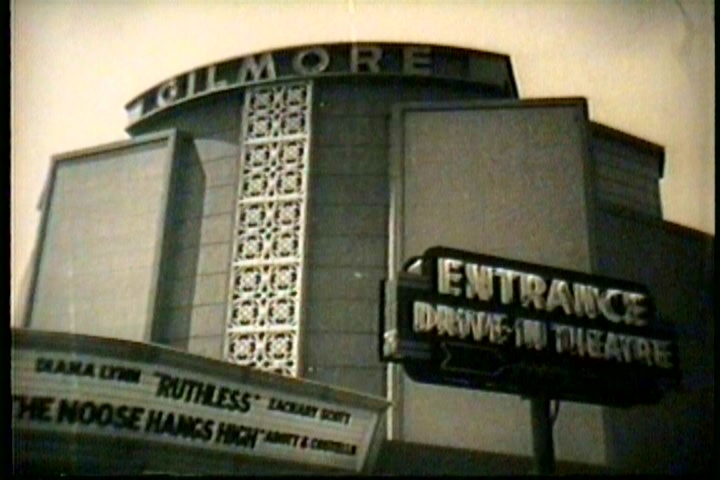 GILMORE
ENTRANCE
DRIVE-IN THEATRE
DIANA LYNN "RUTHLESS" ZACHARY SCOTT
THE NOOSE HANGS HIGH" ABBOTT & COSTELLO